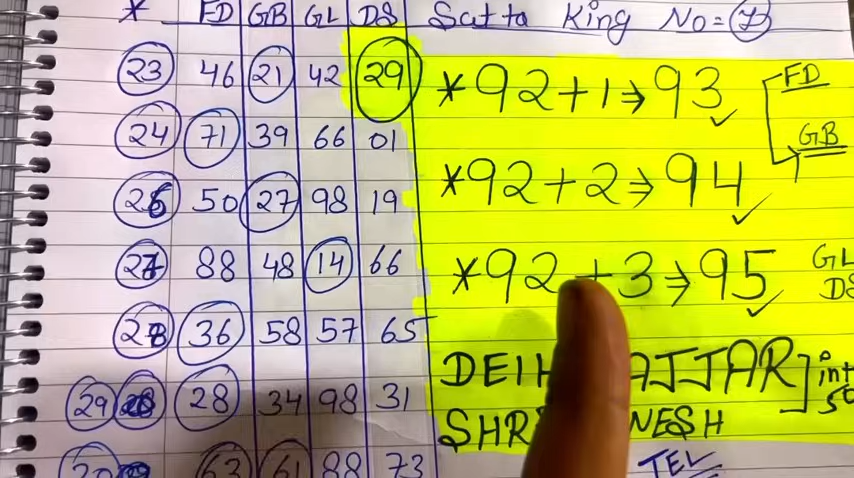 * FD GB GL DS Satta King No=7
23 46 21 42 29 *92+1⇒93 ✓ FD
24 71 39 66 01 GB
26 50 27 98 19 *92+2⇒94 ✓
27 88 48 14 66 *92+3⇒95 ✓ GL
DS
28 36 58 57 65
29 28 28 34 98 31
63 61 88 73
SHR NESH
TEL